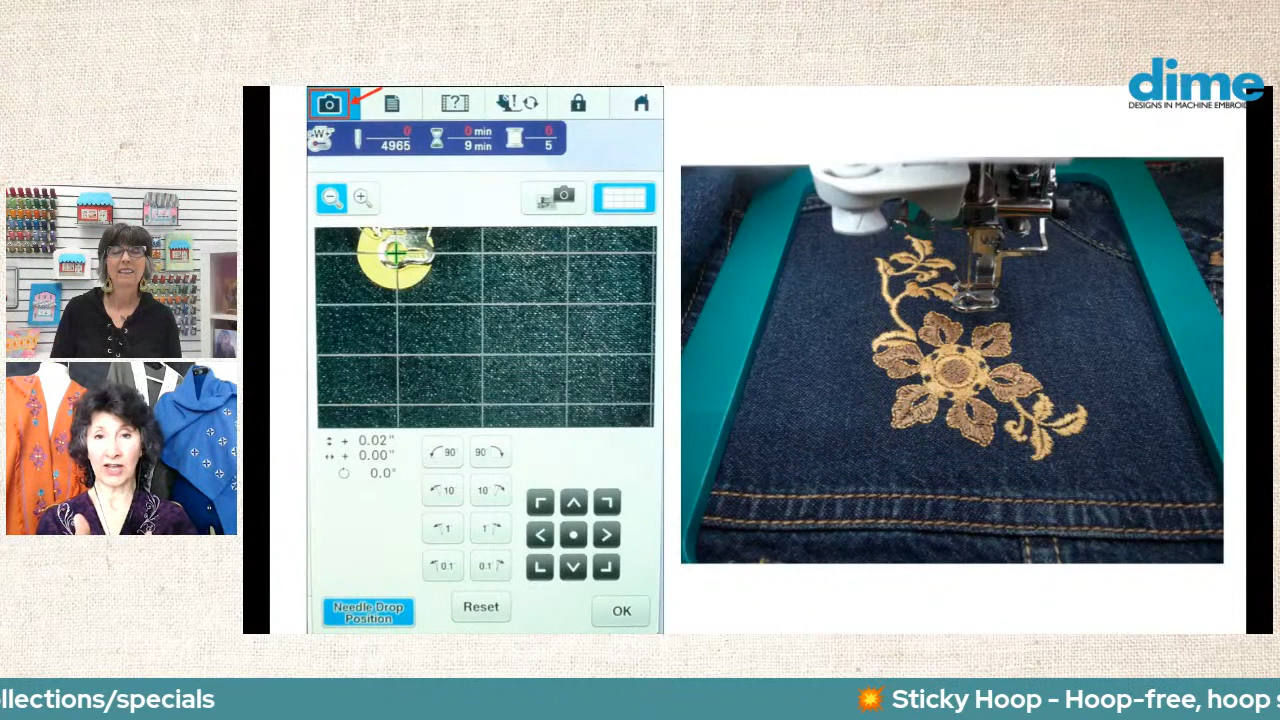 dime
DESIGNS IN MACHINE EMBROI
W+
0 0 min 0
4965 9 min 5
+ 0.02"
+ 0.00"
0.0°
90 90
10 10
1 1
0.1 0.1
Needle Drop
Position
Reset
OK
ollections/specials
💥 Sticky Hoop - Hoop-free, hoop s